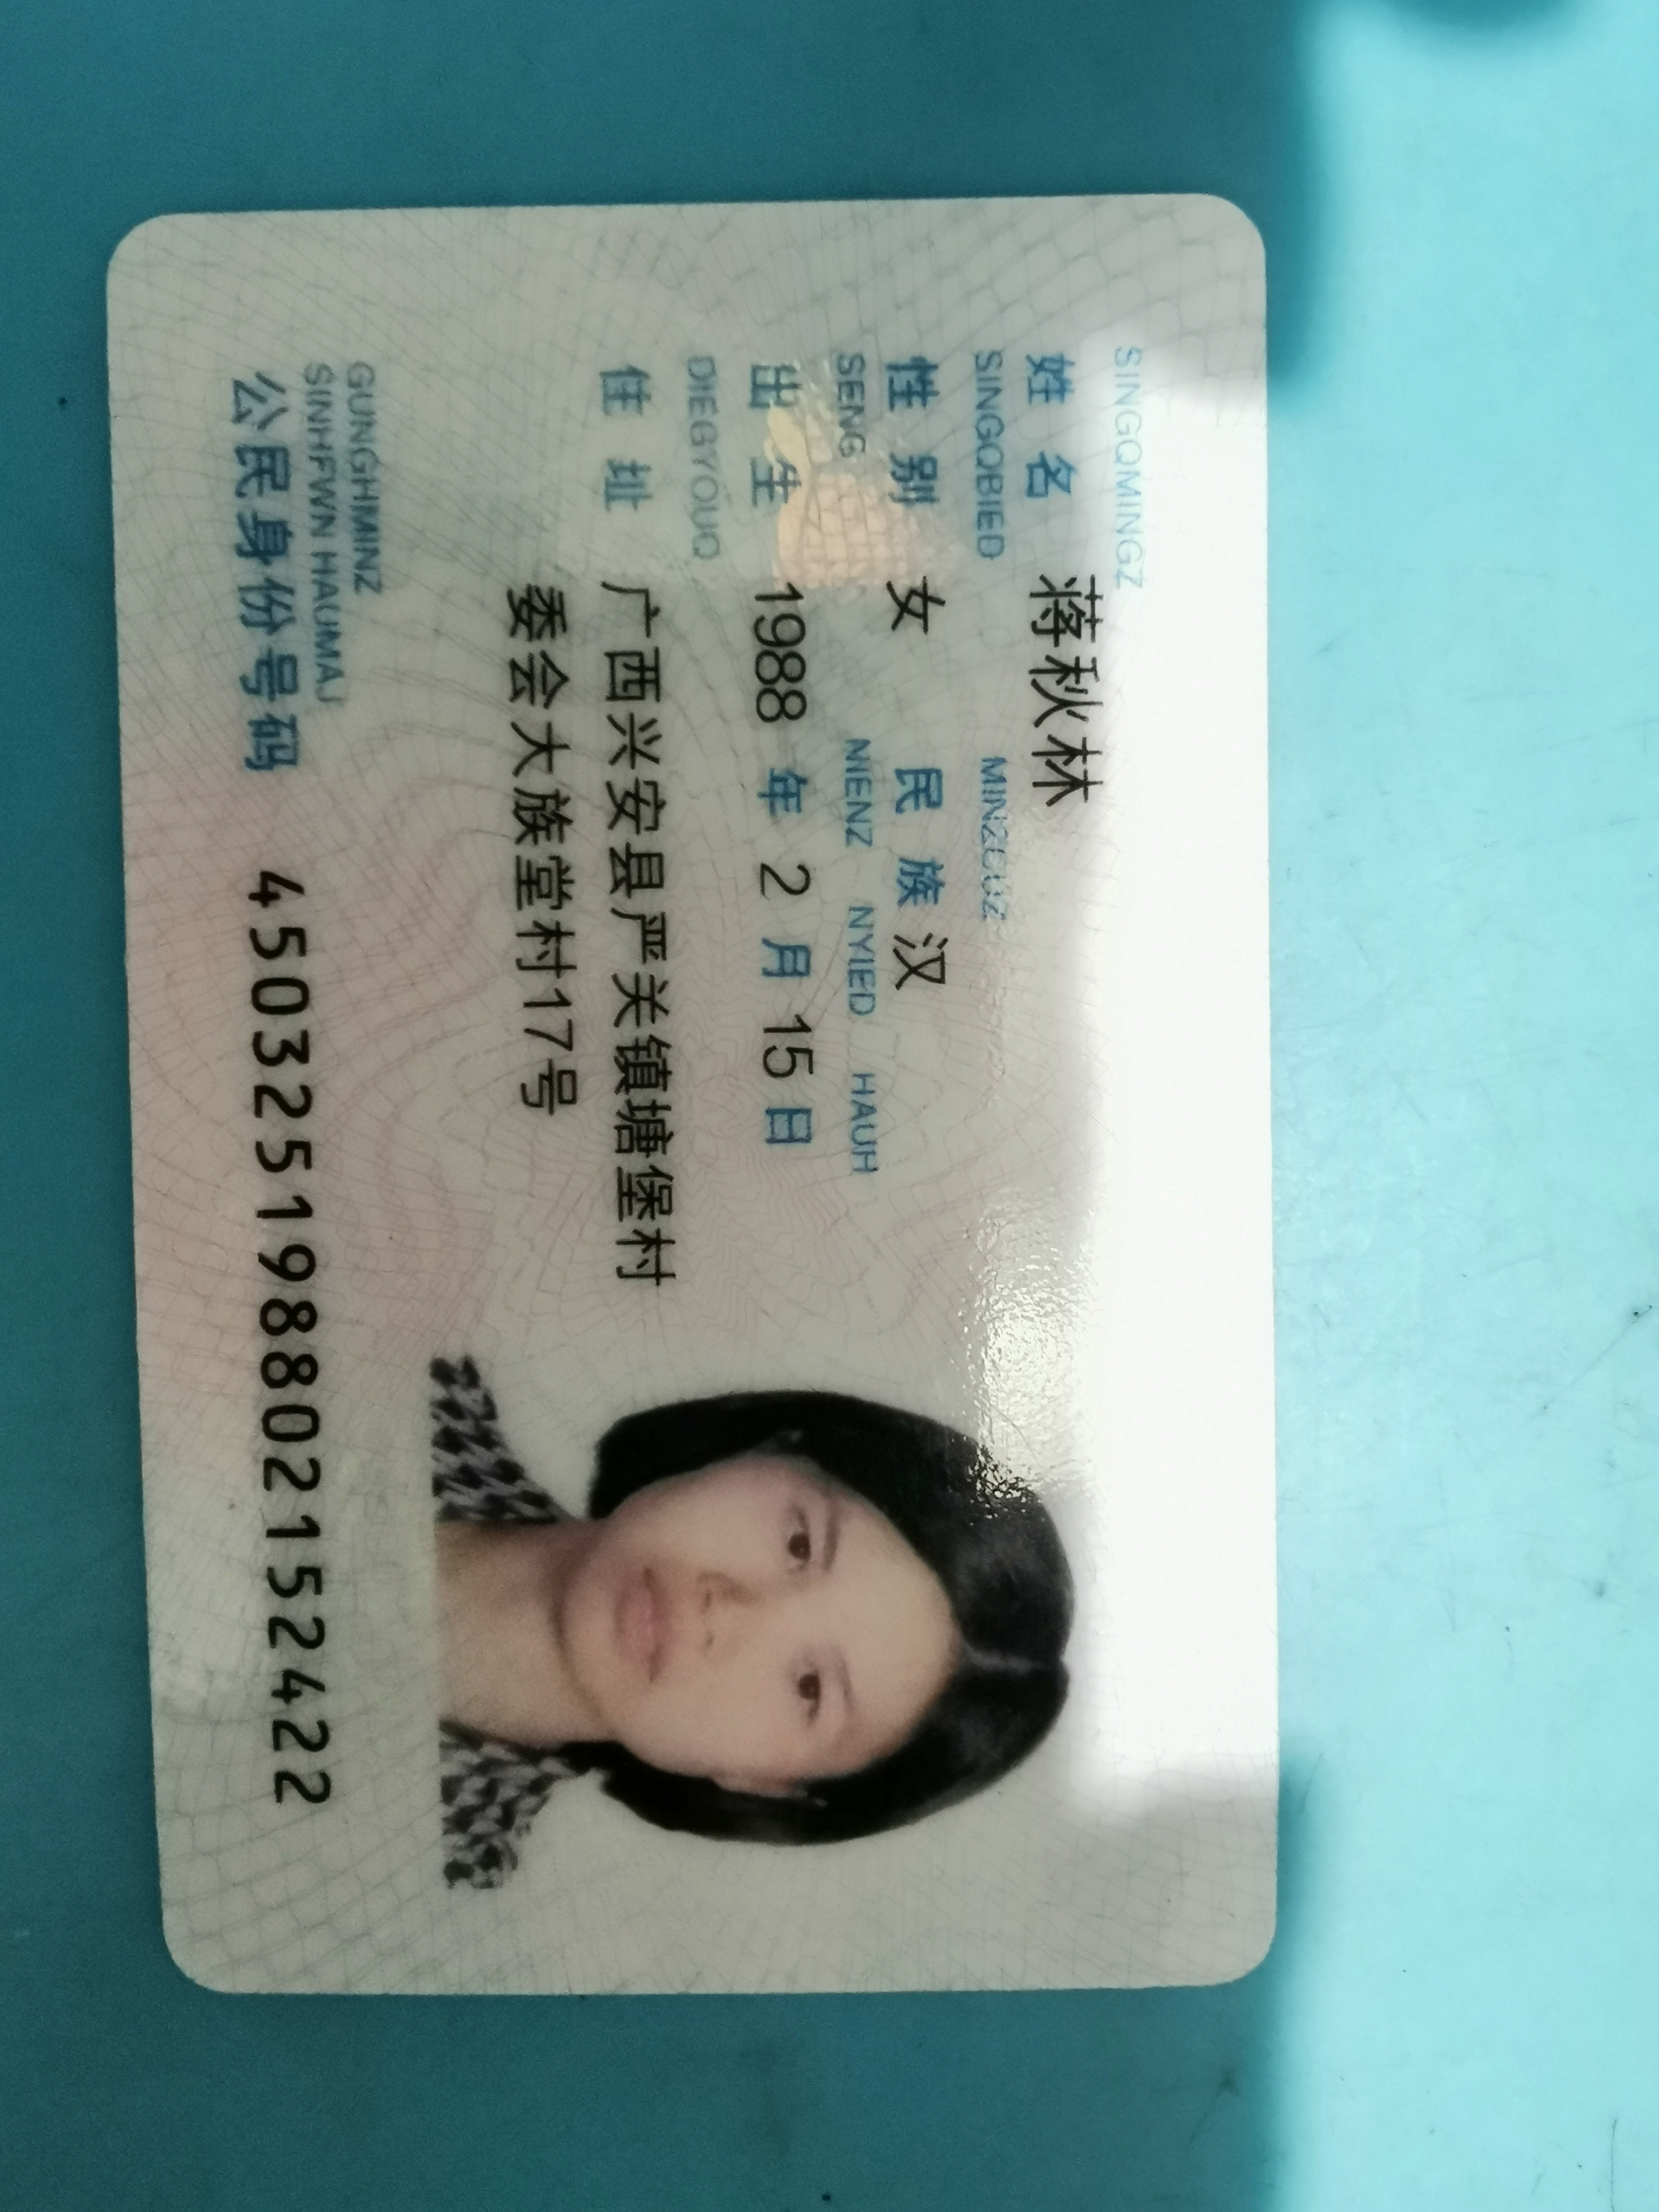 SINGQMINGZ
姓 名 蒋秋林
SINGQBIED MINZCUZ
性 别 女 民 族 汉
SENG NIENZ NYIED HAUH
出 生 1988 年 2 月 15 日
DIEGYOUQ
住 址 广西兴安县严关镇塘堡村
委会大族堂村17号
GUNGHMINZ
SINHFWN HAUMAJ
公民身份号码 450325198802152422